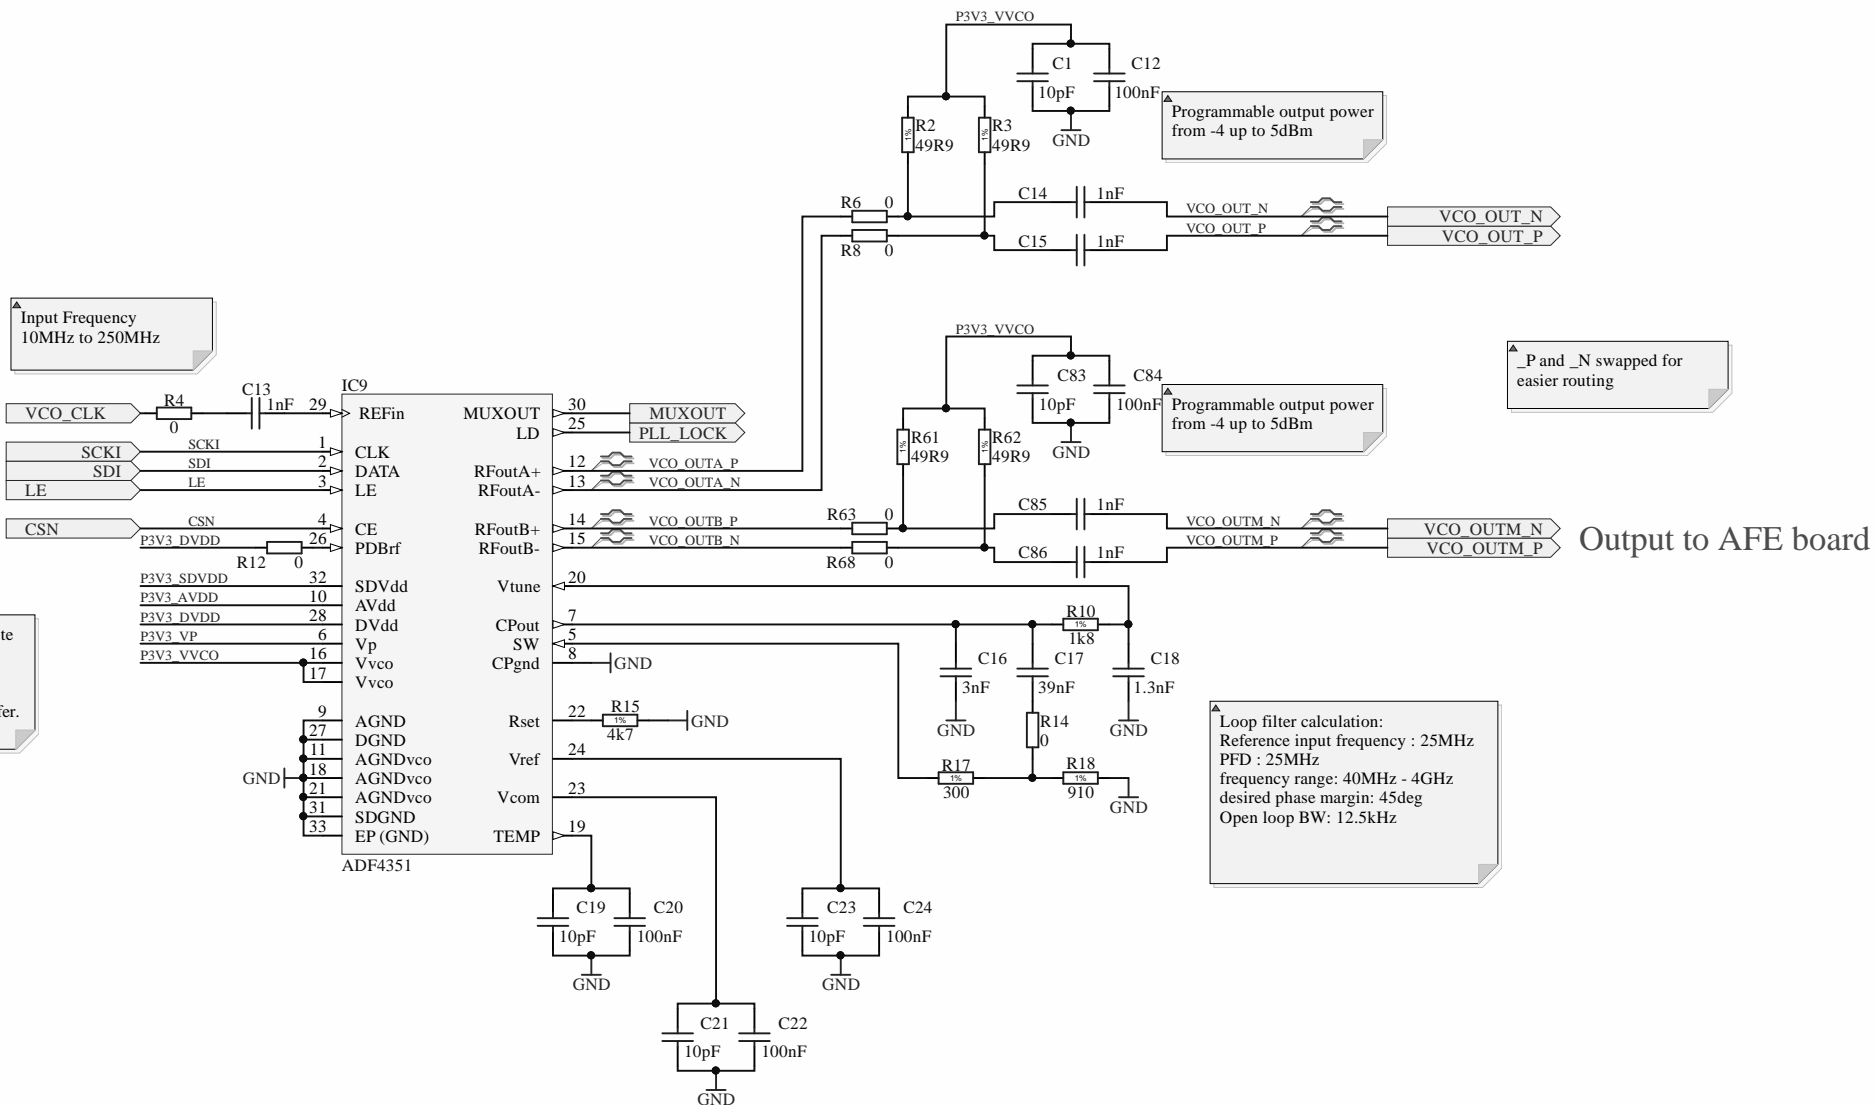 P3V3_VVCO
C1
10pF
C12
100nF
GND
Programmable output power
from -4 up to 5dBm
R2
1%
49R9
R3
1%
49R9
R6 0
R8 0
C14 1nF
C15 1nF
VCO_OUT_N
VCO_OUT_P
VCO_OUT_N
VCO_OUT_P
Input Frequency
10MHz to 250MHz
P3V3_VVCO
C83
10pF
C84
100nF
GND
Programmable output power
from -4 up to 5dBm
_P and _N swapped for
easier routing
R61
1%
49R9
R62
1%
49R9
R63 0
R68 0
C85 1nF
C86 1nF
VCO_OUTM_N
VCO_OUTM_P
VCO_OUTM_N
VCO_OUTM_P
Output to AFE board
VCO_CLK
R4
0
C13
1nF
SCKI
SDI
LE
CSN
SCKI
SDI
LE
CSN
P3V3_DVDD
R12 0
P3V3_SDVDD
P3V3_AVDD
P3V3_DVDD
P3V3_VP
P3V3_VVCO
te
fer.
GND
IC9
29 REFin
1 CLK
2 DATA
3 LE
4 CE
26 PDBrf
32 SDVdd
10 AVdd
28 DVdd
6 Vp
16 Vvco
17 Vvco
9 AGND
27 DGND
11 AGNDvco
18 AGNDvco
21 AGNDvco
31 SDGND
33 EP (GND)
ADF4351
MUXOUT 30 MUXOUT
LD 25 PLL_LOCK
RFoutA+ 12 VCO_OUTA_P
RFoutA- 13 VCO_OUTA_N
RFoutB+ 14 VCO_OUTB_P
RFoutB- 15 VCO_OUTB_N
Vtune 20
CPout 7
SW 5
CPgnd 8 GND
Rset 22
R15
1%
4k7
GND
Vref 24
Vcom 23
TEMP 19
R10
1%
1k8
C16
3nF
GND
C17
39nF
C18
1.3nF
GND
R14
0
R17
1%
300
R18
1%
910
GND
Loop filter calculation:
Reference input frequency : 25MHz
PFD : 25MHz
frequency range: 40MHz - 4GHz
desired phase margin: 45deg
Open loop BW: 12.5kHz
C19
10pF
C20
100nF
GND
C23
10pF
C24
100nF
GND
C21
10pF
C22
100nF
GND